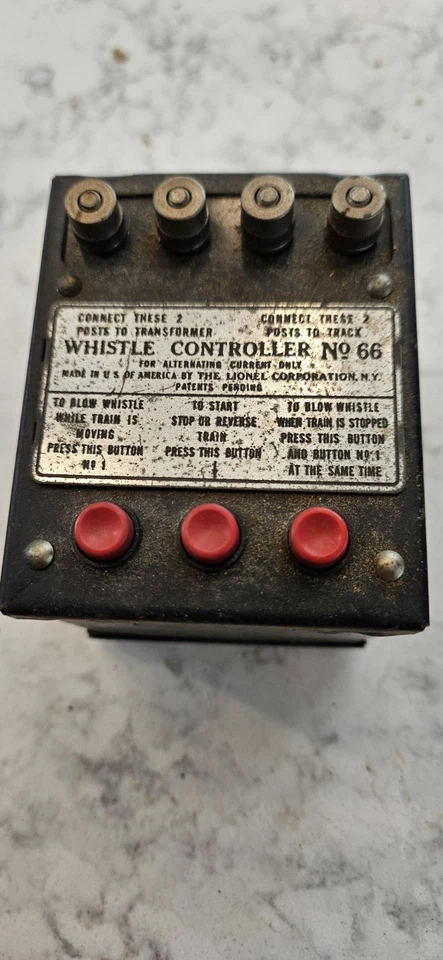 CONNECT THESE 2 CONNECT THESE 2
POSTS TO TRANSFORMER POSTS TO TRACK
WHISTLE CONTROLLER No 66
FOR ALTERNATING CURRENT ONLY
MADE IN U.S. OF AMERICA BY THE LIONEL CORPORATION, N.Y.
PATENTS PENDING
TO BLOW WHISTLE
WHILE TRAIN IS
MOVING
PRESS THIS BUTTON
No 1
TO START
STOP OR REVERSE
TRAIN
PRESS THIS BUTTON
TO BLOW WHISTLE
WHEN TRAIN IS STOPPED
PRESS THIS BUTTON
AND BUTTON No 1
AT THE SAME TIME